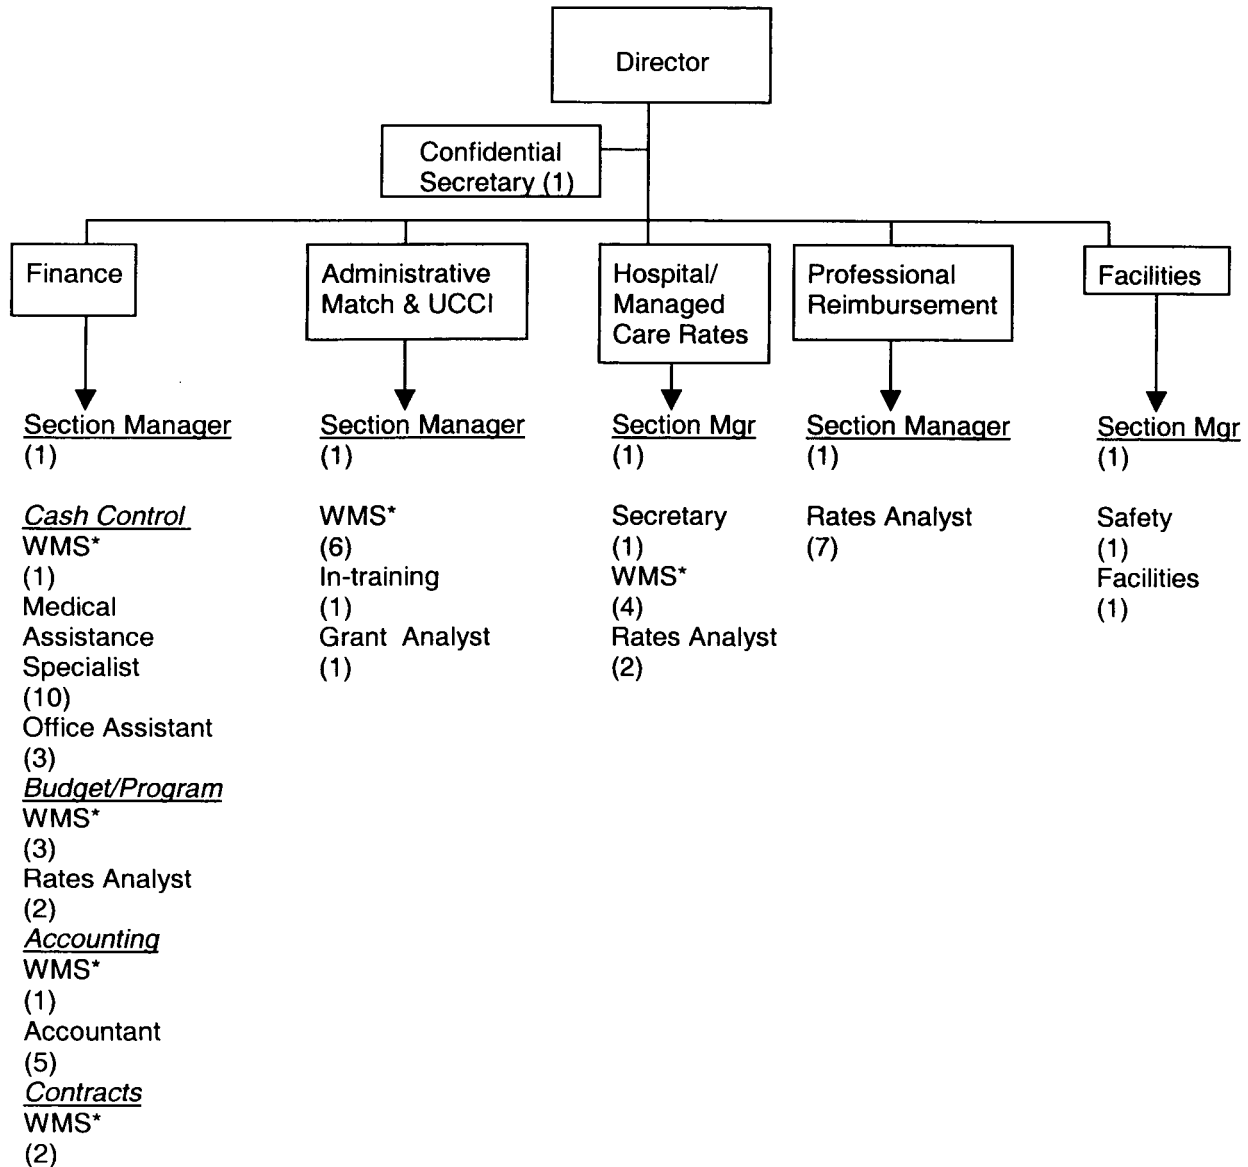 Director
Confidential
Secretary (1)
Finance
Administrative
Match & UCCI
Hospital/
Managed
Care Rates
Professional
Reimbursement
Facilities
Section Manager
(1)
Cash Control
WMS*
(1)
Medical
Assistance
Specialist
(10)
Office Assistant
(3)
Budget/Program
WMS*
(3)
Rates Analyst
(2)
Accounting
WMS*
(1)
Accountant
(5)
Contracts
WMS*
(2)
Section Manager
(1)
WMS*
(6)
In-training
(1)
Grant Analyst
(1)
Section Mgr
(1)
Secretary
(1)
WMS*
(4)
Rates Analyst
(2)
Section Manager
(1)
Rates Analyst
(7)
Section Mgr
(1)
Safety
(1)
Facilities
(1)